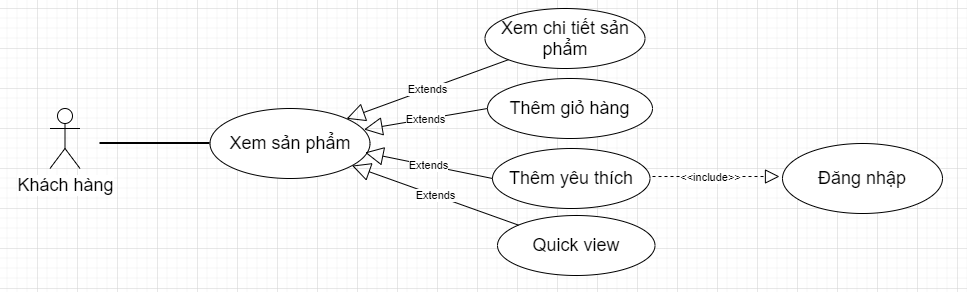 Xem chi tiết sản
phẩm
Extends
Thêm giỏ hàng
Extends
Xem sản phẩm
Khách hàng
Extends
Thêm yêu thích
<<include>>
Đăng nhập
Extends
Quick view